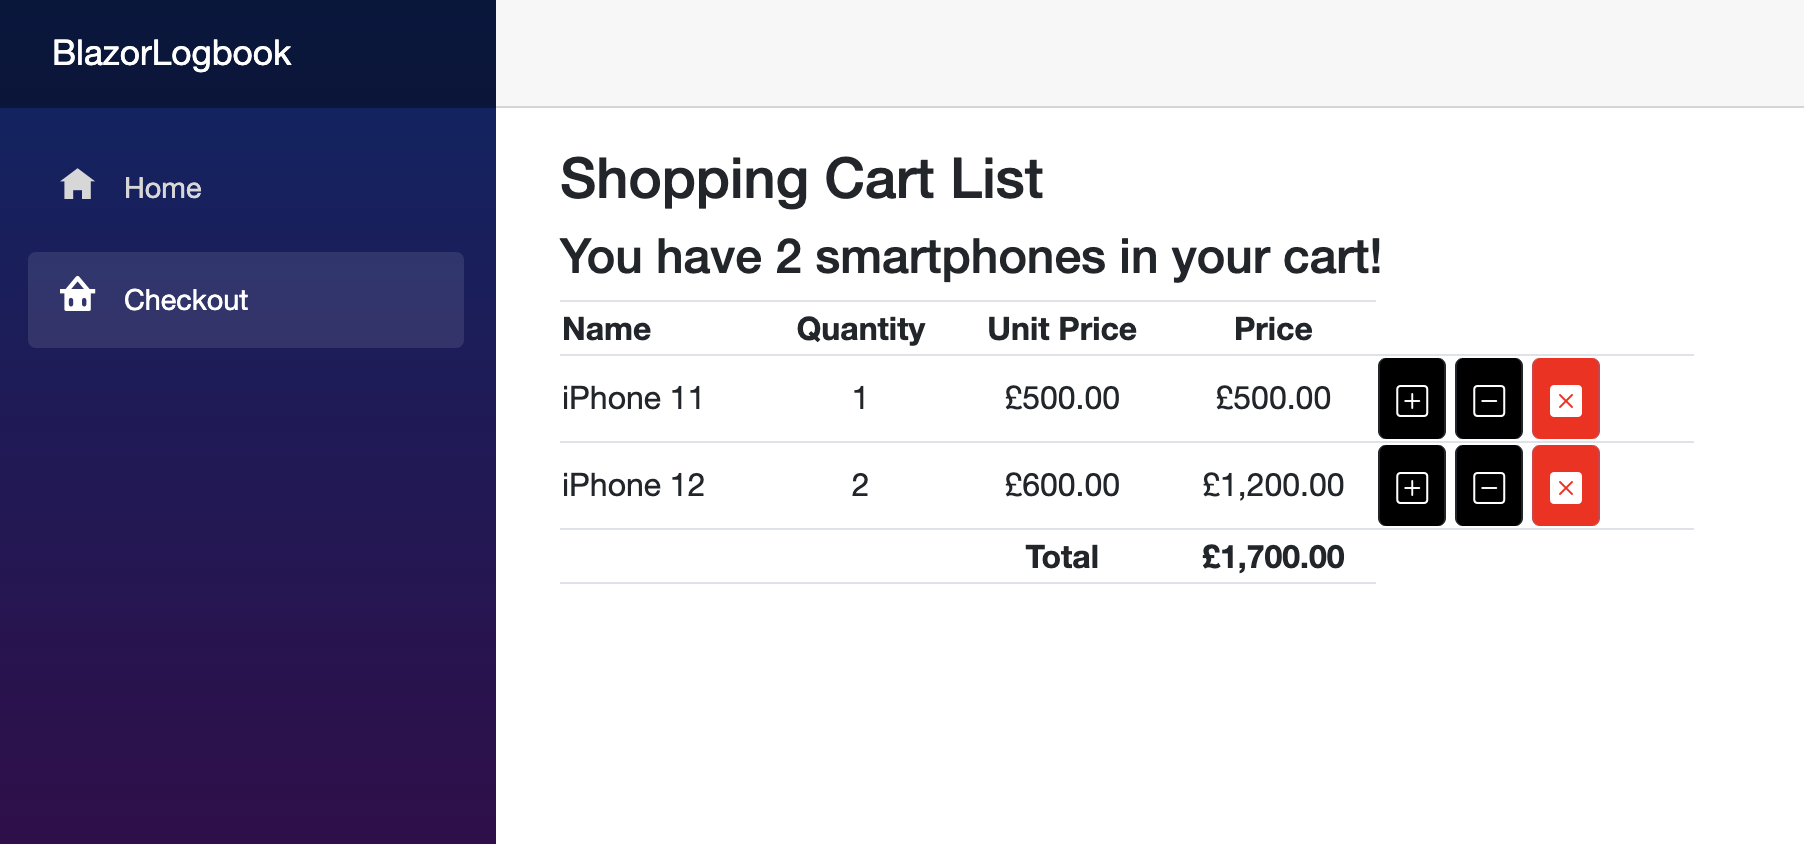 BlazorLogbook
Home
Checkout
Shopping Cart List
You have 2 smartphones in your cart!
Name Quantity Unit Price Price
iPhone 11 1 £500.00 £500.00
iPhone 12 2 £600.00 £1,200.00
Total £1,700.00